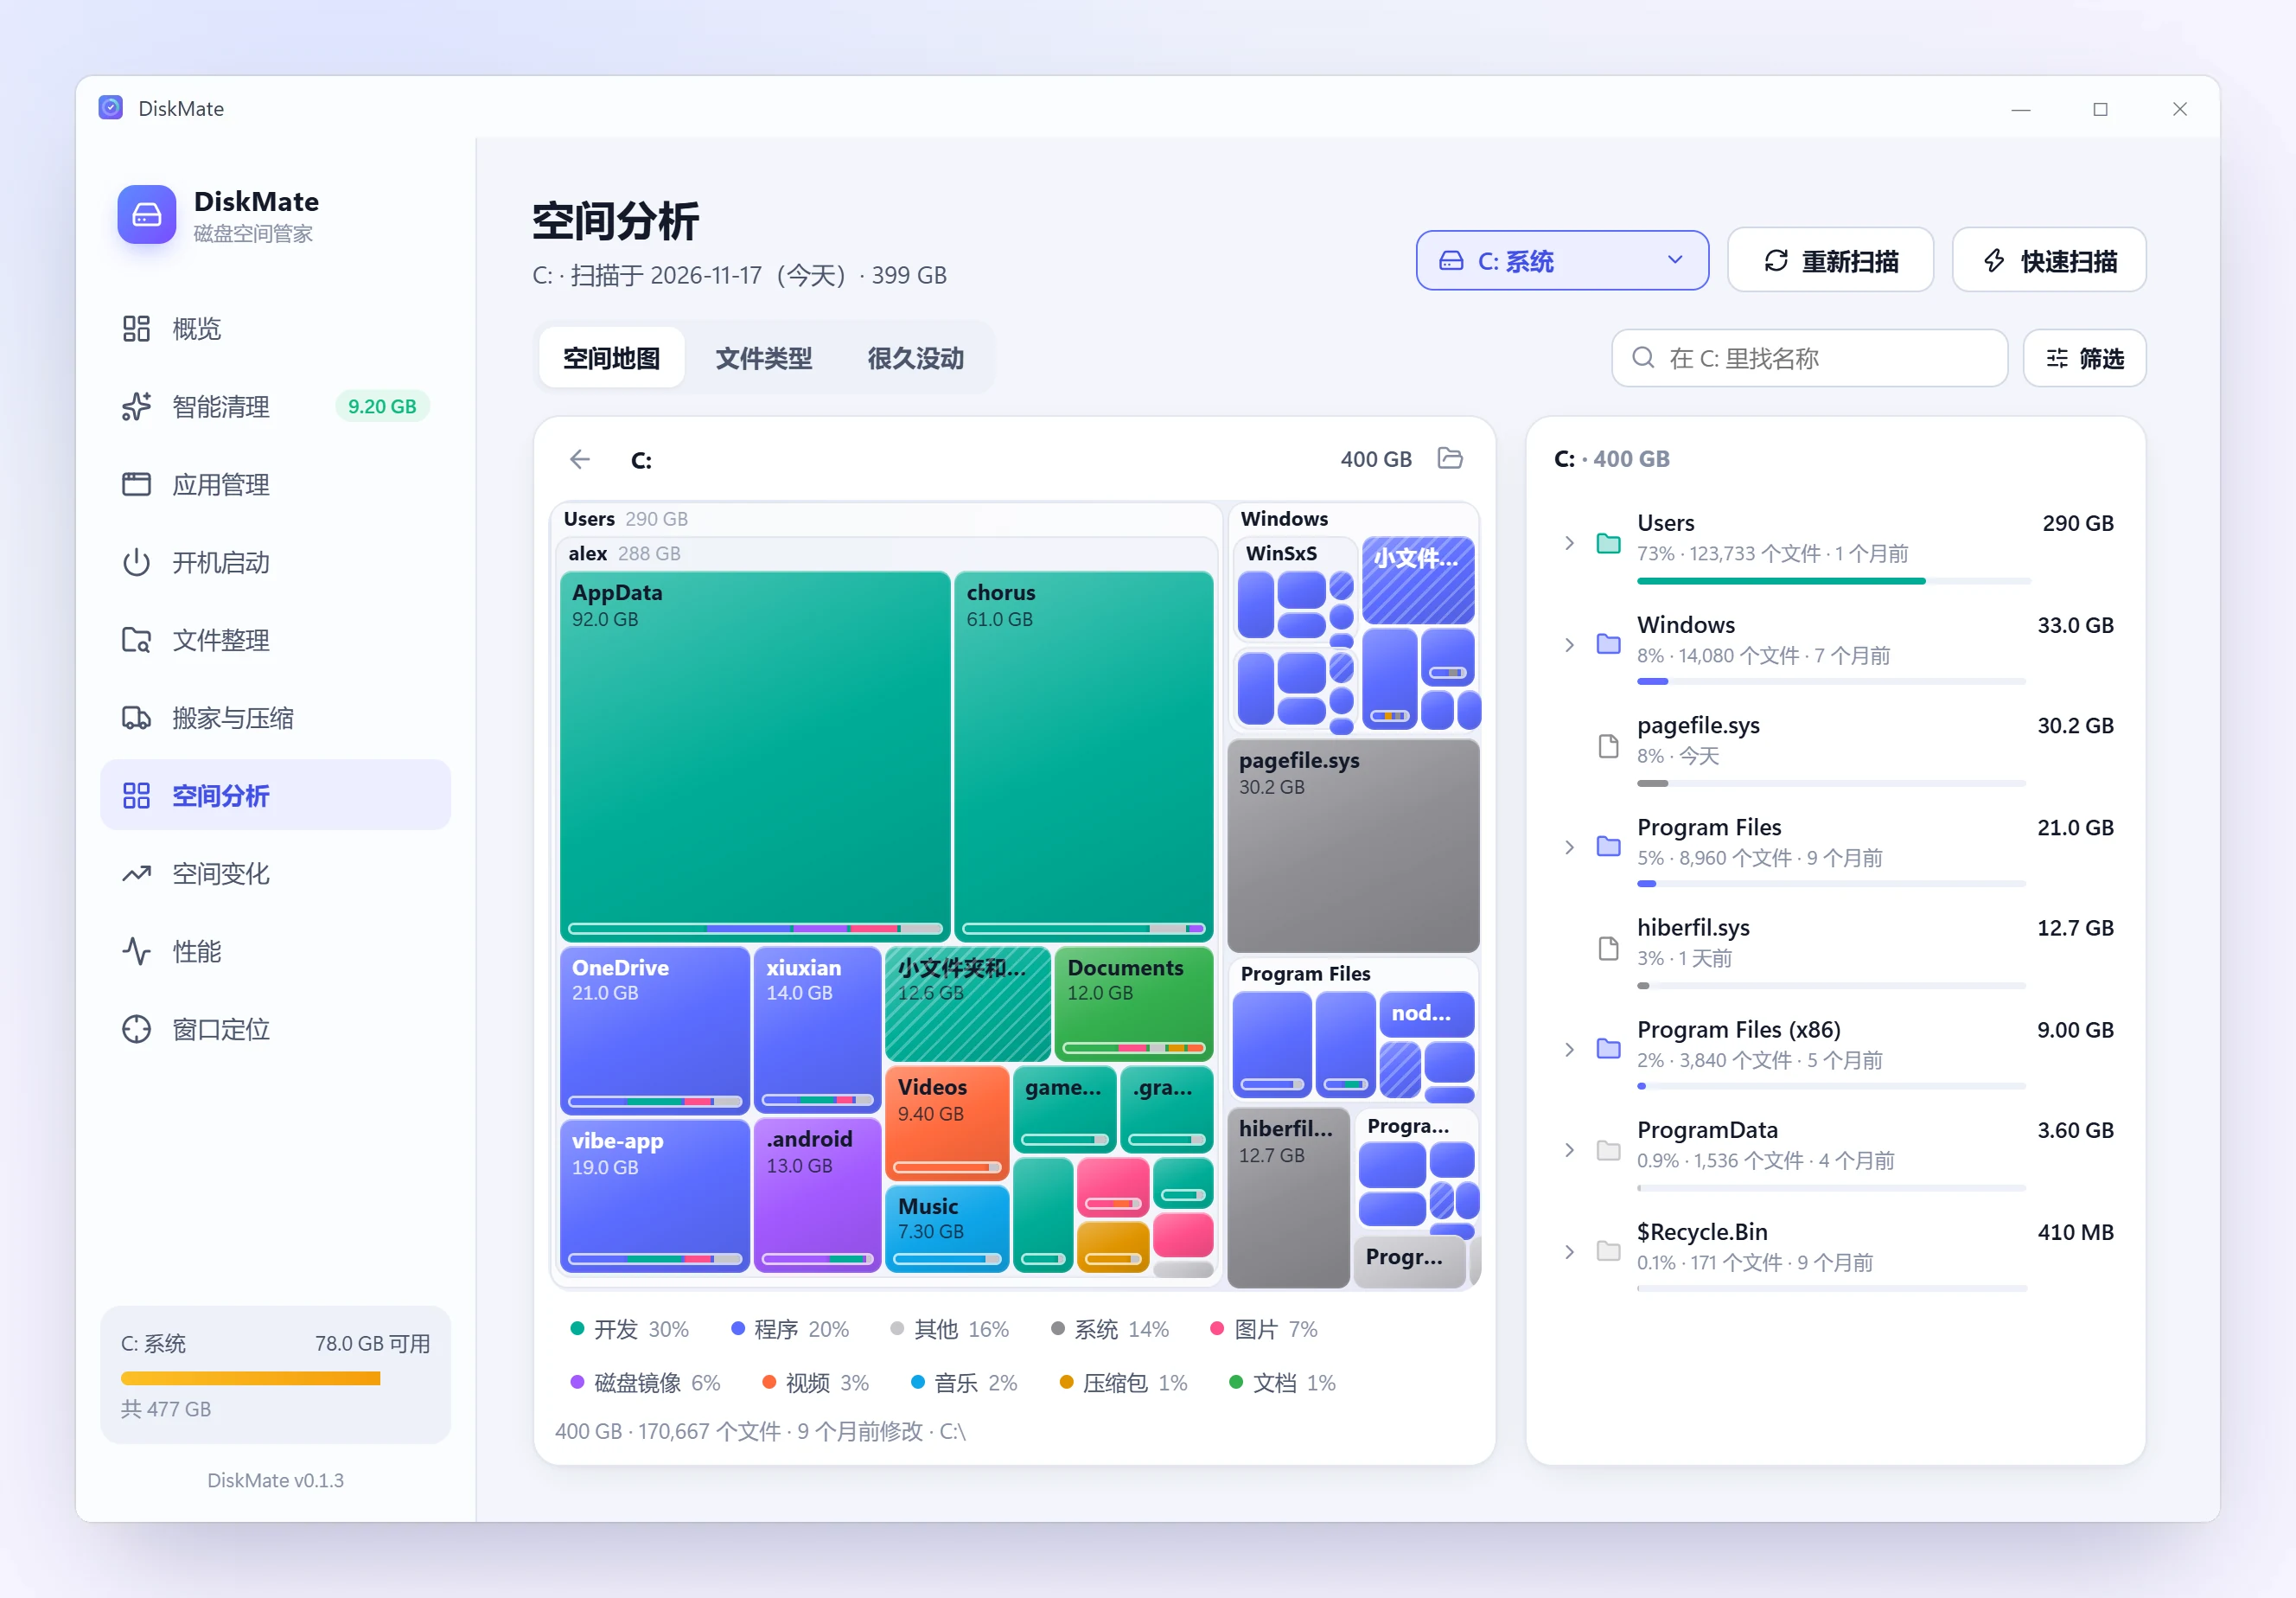 DiskMate
DiskMate
磁盘空间管家
概览
智能清理 9.20 GB
应用管理
开机启动
文件整理
搬家与压缩
空间分析
空间变化
性能
窗口定位
C: 系统 78.0 GB 可用
共 477 GB
DiskMate v0.1.3
空间分析
C: · 扫描于 2026-11-17（今天）· 399 GB
C: 系统
重新扫描
快速扫描
空间地图 文件类型 很久没动
在 C: 里找名称
筛选
C: 400 GB
Users 290 GB
alex 288 GB
AppData
92.0 GB
chorus
61.0 GB
OneDrive
21.0 GB
xiuxian
14.0 GB
小文件夹和...
12.6 GB
Documents
12.0 GB
vibe-app
19.0 GB
.android
13.0 GB
Videos
9.40 GB
game...
.gra...
Music
7.30 GB
Windows
WinSxS
小文件...
pagefile.sys
30.2 GB
Program Files
nod...
hiberfil...
12.7 GB
Progra...
Progr...
开发 30% 程序 20% 其他 16% 系统 14% 图片 7%
磁盘镜像 6% 视频 3% 音乐 2% 压缩包 1% 文档 1%
400 GB · 170,667 个文件 · 9 个月前修改 · C:\
C: · 400 GB
Users 290 GB
73% · 123,733 个文件 · 1 个月前
Windows 33.0 GB
8% · 14,080 个文件 · 7 个月前
pagefile.sys 30.2 GB
8% · 今天
Program Files 21.0 GB
5% · 8,960 个文件 · 9 个月前
hiberfil.sys 12.7 GB
3% · 1 天前
Program Files (x86) 9.00 GB
2% · 3,840 个文件 · 5 个月前
ProgramData 3.60 GB
0.9% · 1,536 个文件 · 4 个月前
$Recycle.Bin 410 MB
0.1% · 171 个文件 · 9 个月前